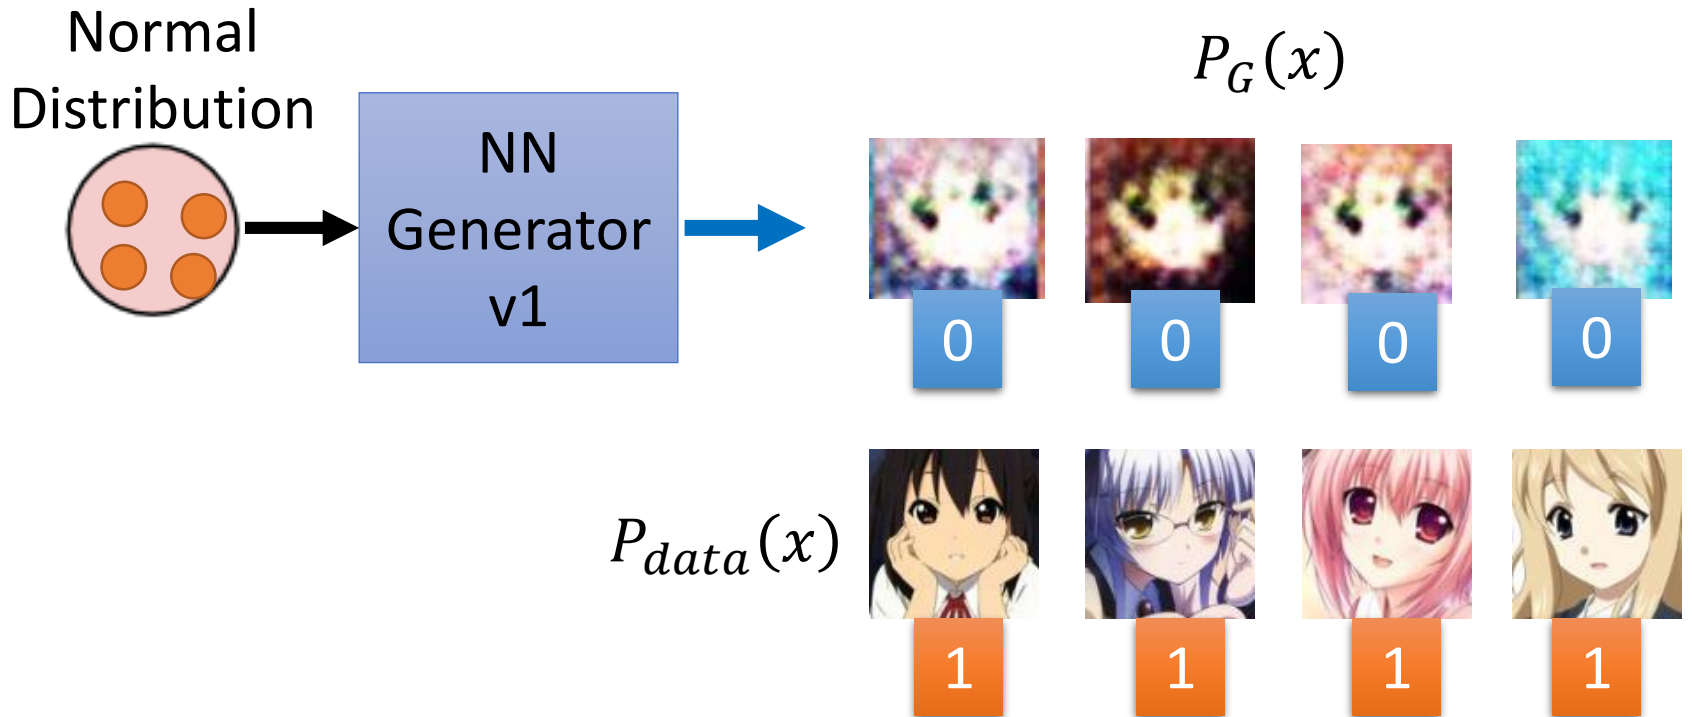 Normal
Distribution
NN
Generator
v1
P_G(x)
0 0 0 0
P_data(x)
1 1 1 1